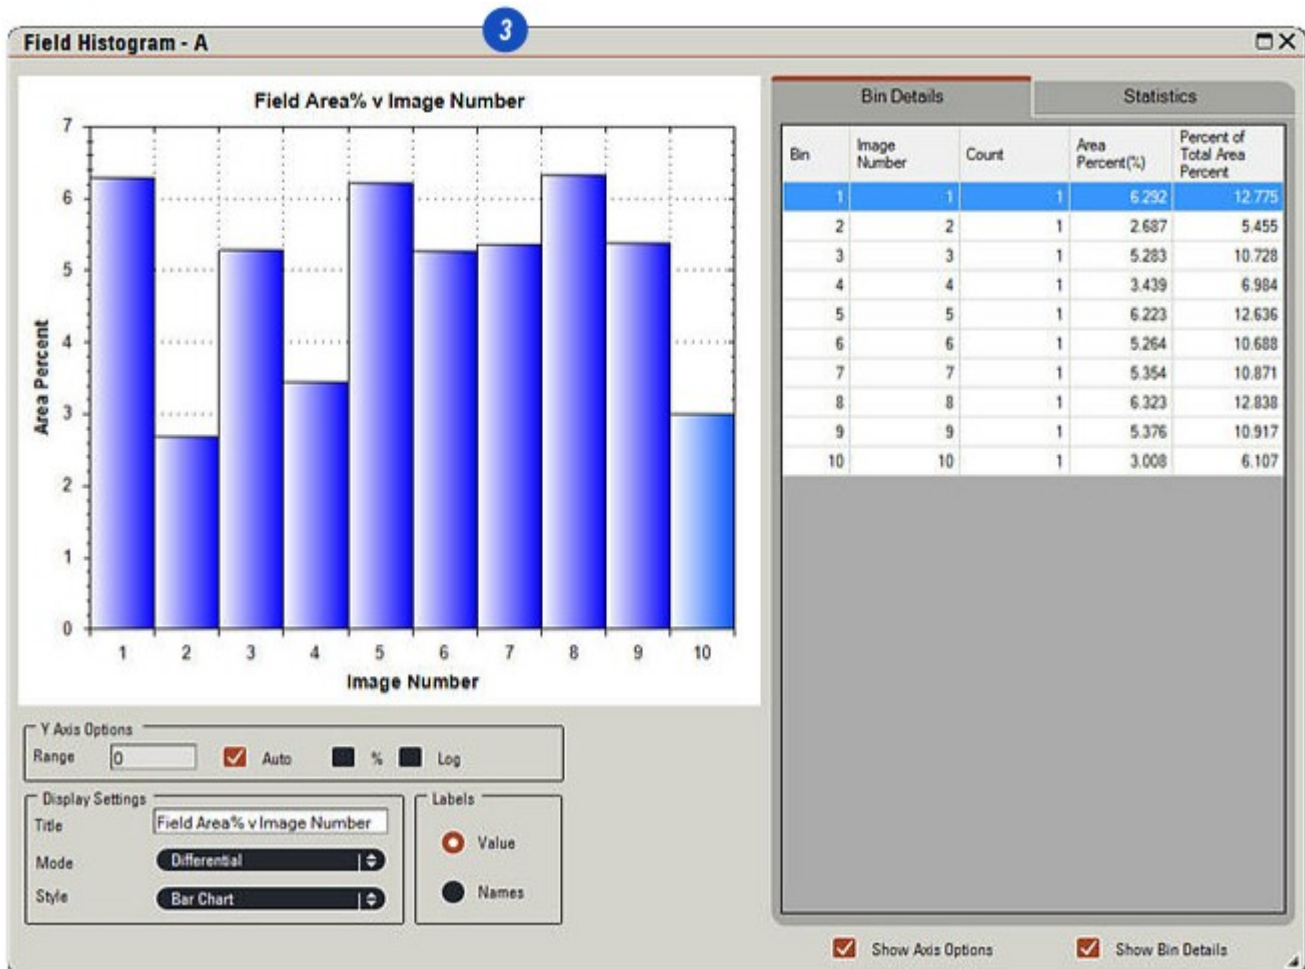 3
Field Histogram - A
Field Area% v Image Number
7
6
5
4
3
2
1
0
Area Percent
1 2 3 4 5 6 7 8 9 10
Image Number
Y Axis Options
Range 0 Auto % Log
Display Settings
Title Field Area% v Image Number
Mode Differential
Style Bar Chart
Labels
Value
Names
Bin Details Statistics
Bin Image Number Count Area Percent(%) Percent of Total Area Percent
1 1 1 6.292 12.775
2 2 1 2.687 5.455
3 3 1 5.283 10.728
4 4 1 3.439 6.984
5 5 1 6.223 12.636
6 6 1 5.264 10.688
7 7 1 5.354 10.871
8 8 1 6.323 12.838
9 9 1 5.376 10.917
10 10 1 3.008 6.107
Show Axis Options Show Bin Details